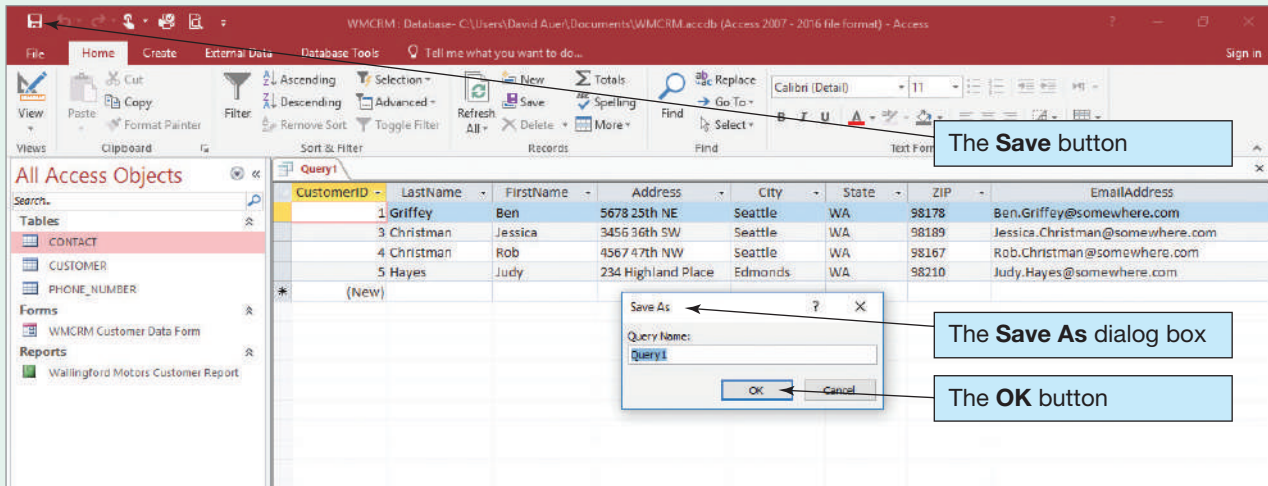 WMCRM : Database- C:\Users\David Auer\Documents\WMCRM.accdb (Access 2007 - 2016 file format) - Access
File Home Create External Data Database Tools Tell me what you want to do... Sign in
View
Views
Paste
Cut
Copy
Format Painter
Clipboard
Filter
Ascending
Descending
Remove Sort
Selection
Advanced
Toggle Filter
Sort & Filter
Refresh
All
New
Save
Delete
Totals
Spelling
More
Records
Find
Replace
Go To
Select
Find
Calibri (Detail) 11
B I U A
The Save button
All Access Objects
Search..
Tables
CONTACT
CUSTOMER
PHONE_NUMBER
Forms
WMCRM Customer Data Form
Reports
Wallingford Motors Customer Report
Query1
CustomerID LastName FirstName Address City State ZIP EmailAddress
1 Griffey Ben 5678 25th NE Seattle WA 98178 Ben.Griffey@somewhere.com
3 Christman Jessica 3456 36th SW Seattle WA 98189 Jessica.Christman@somewhere.com
4 Christman Rob 4567 47th NW Seattle WA 98167 Rob.Christman@somewhere.com
5 Hayes Judy 234 Highland Place Edmonds WA 98210 Judy.Hayes@somewhere.com
* (New)
Save As ? ×
Query Name:
Query1
OK Cancel
The Save As dialog box
The OK button